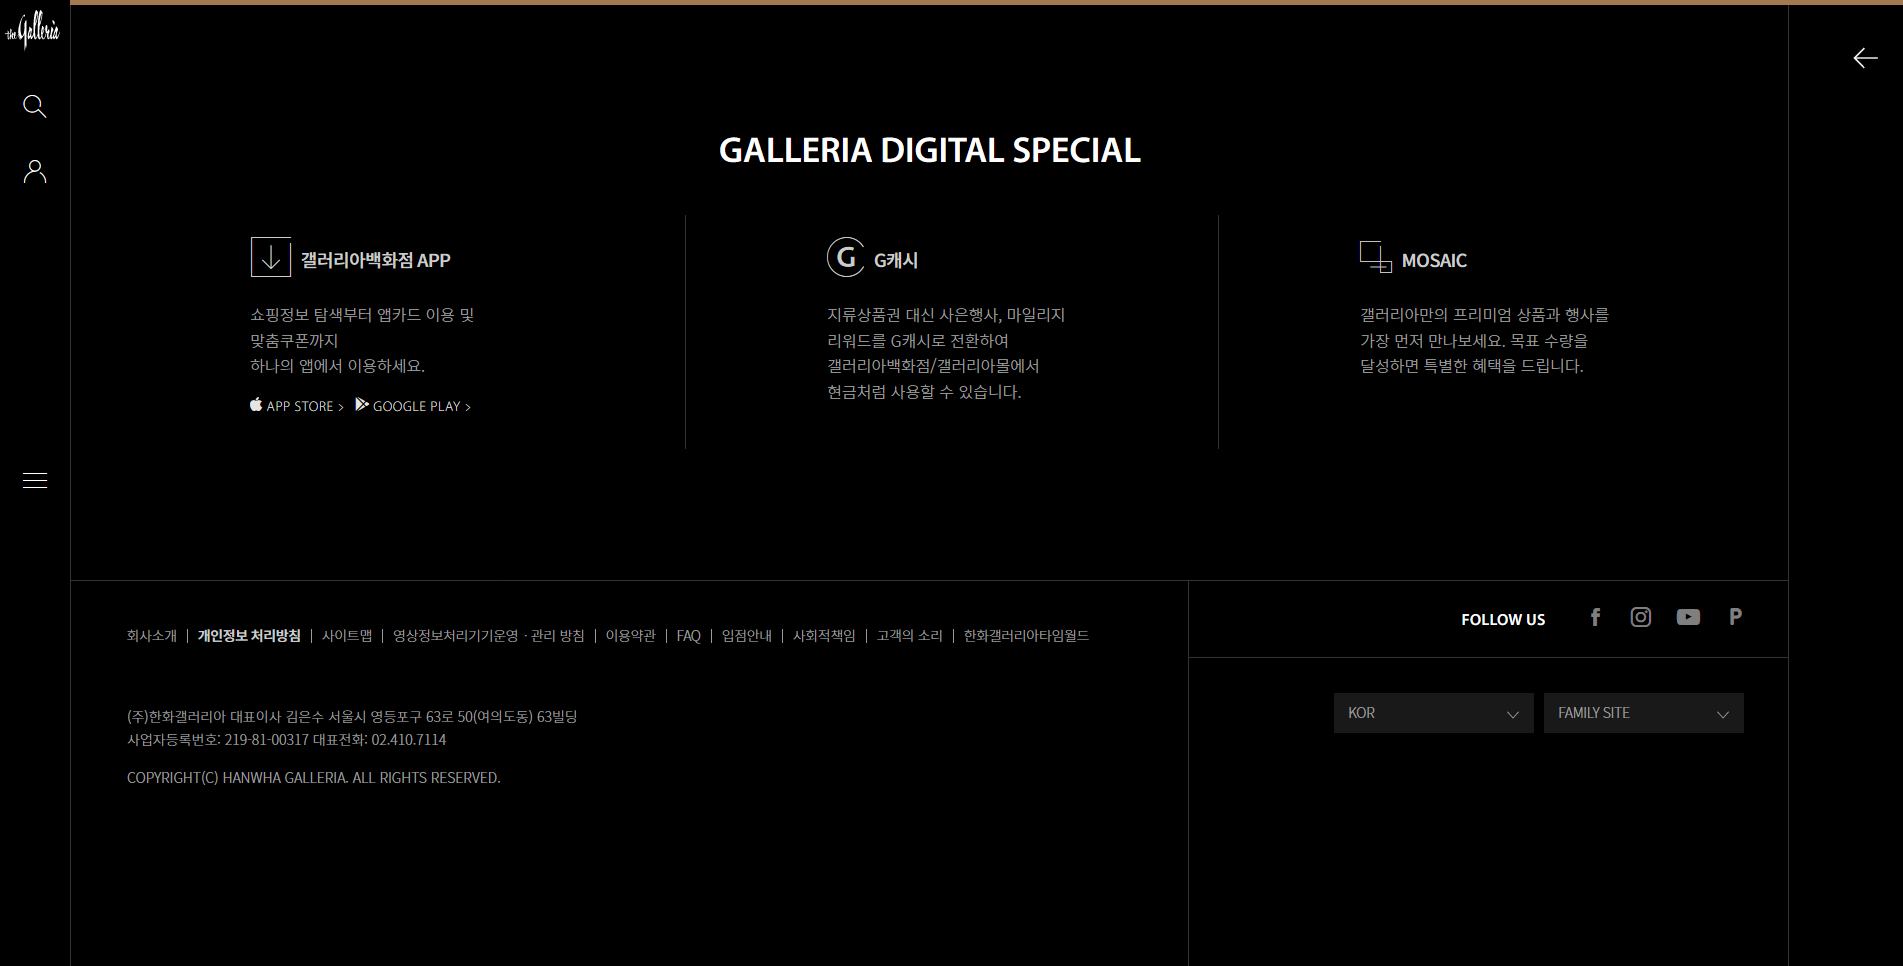 the Galleria
GALLERIA DIGITAL SPECIAL
갤러리아백화점 APP
쇼핑정보 탐색부터 앱카드 이용 및
맞춤쿠폰까지
하나의 앱에서 이용하세요.
APP STORE > GOOGLE PLAY >
G G캐시
지류상품권 대신 사은행사, 마일리지
리워드를 G캐시로 전환하여
갤러리아백화점/갤러리아몰에서
현금처럼 사용할 수 있습니다.
MOSAIC
갤러리아만의 프리미엄 상품과 행사를
가장 먼저 만나보세요. 목표 수량을
달성하면 특별한 혜택을 드립니다.
회사소개 | 개인정보 처리방침 | 사이트맵 | 영상정보처리기기운영 · 관리 방침 | 이용약관 | FAQ | 입점안내 | 사회적책임 | 고객의 소리 | 한화갤러리아타임월드
(주)한화갤러리아 대표이사 김은수 서울시 영등포구 63로 50(여의도동) 63빌딩
사업자등록번호: 219-81-00317 대표전화: 02.410.7114
COPYRIGHT(C) HANWHA GALLERIA. ALL RIGHTS RESERVED.
FOLLOW US f P
KOR
FAMILY SITE